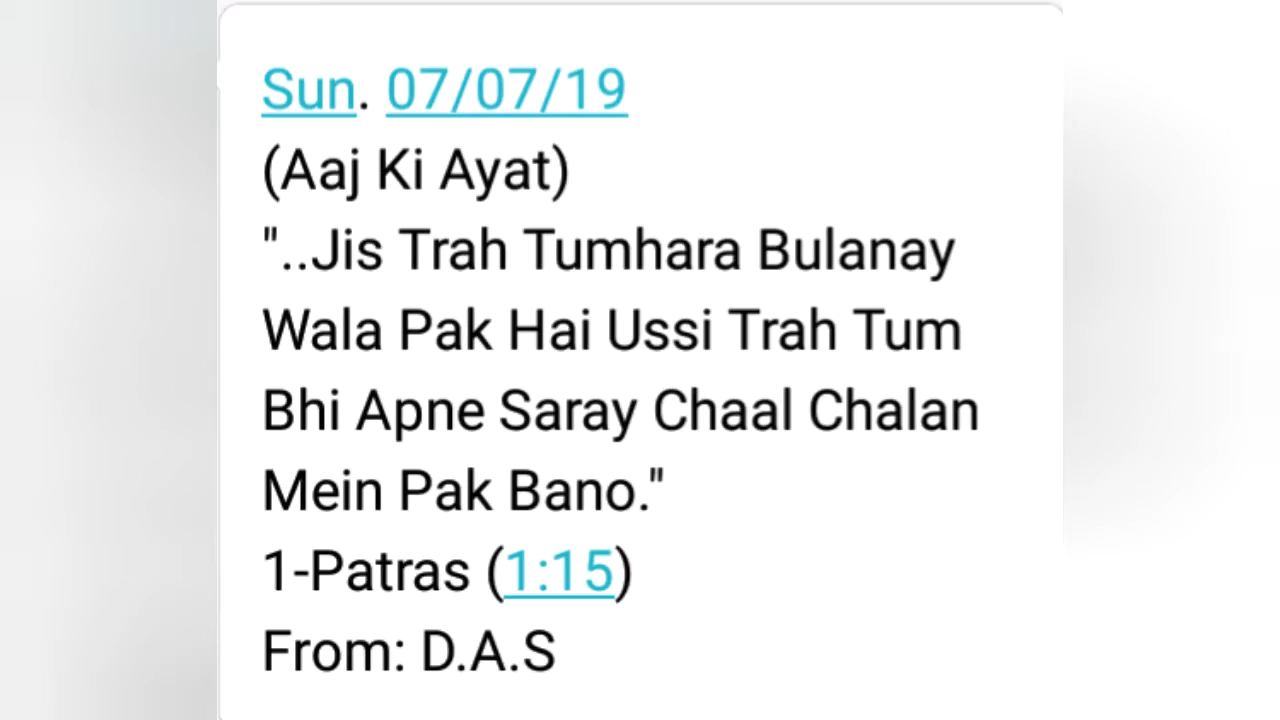 Sun. 07/07/19
(Aaj Ki Ayat)
"..Jis Trah Tumhara Bulanay
Wala Pak Hai Ussi Trah Tum
Bhi Apne Saray Chaal Chalan
Mein Pak Bano."
1-Patras (1:15)
From: D.A.S